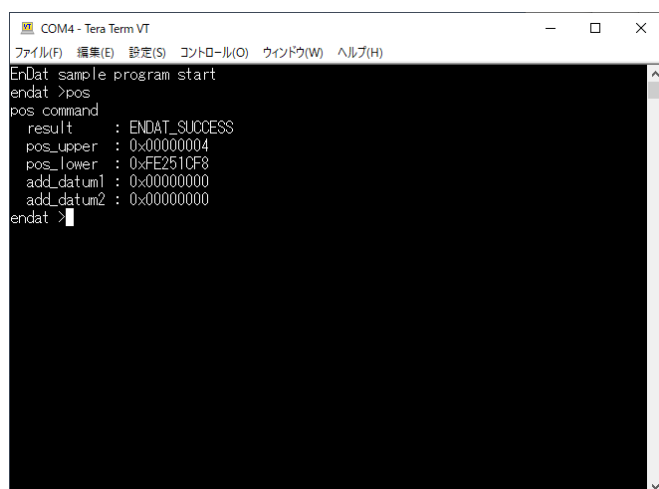 COM4 - Tera Term VT
ファイル(F) 編集(E) 設定(S) コントロール(O) ウィンドウ(W) ヘルプ(H)
EnDat sample program start
endat >pos
pos command
result : ENDAT_SUCCESS
pos_upper : 0x00000004
pos_lower : 0xFE251CF8
add_datum1 : 0x00000000
add_datum2 : 0x00000000
endat >